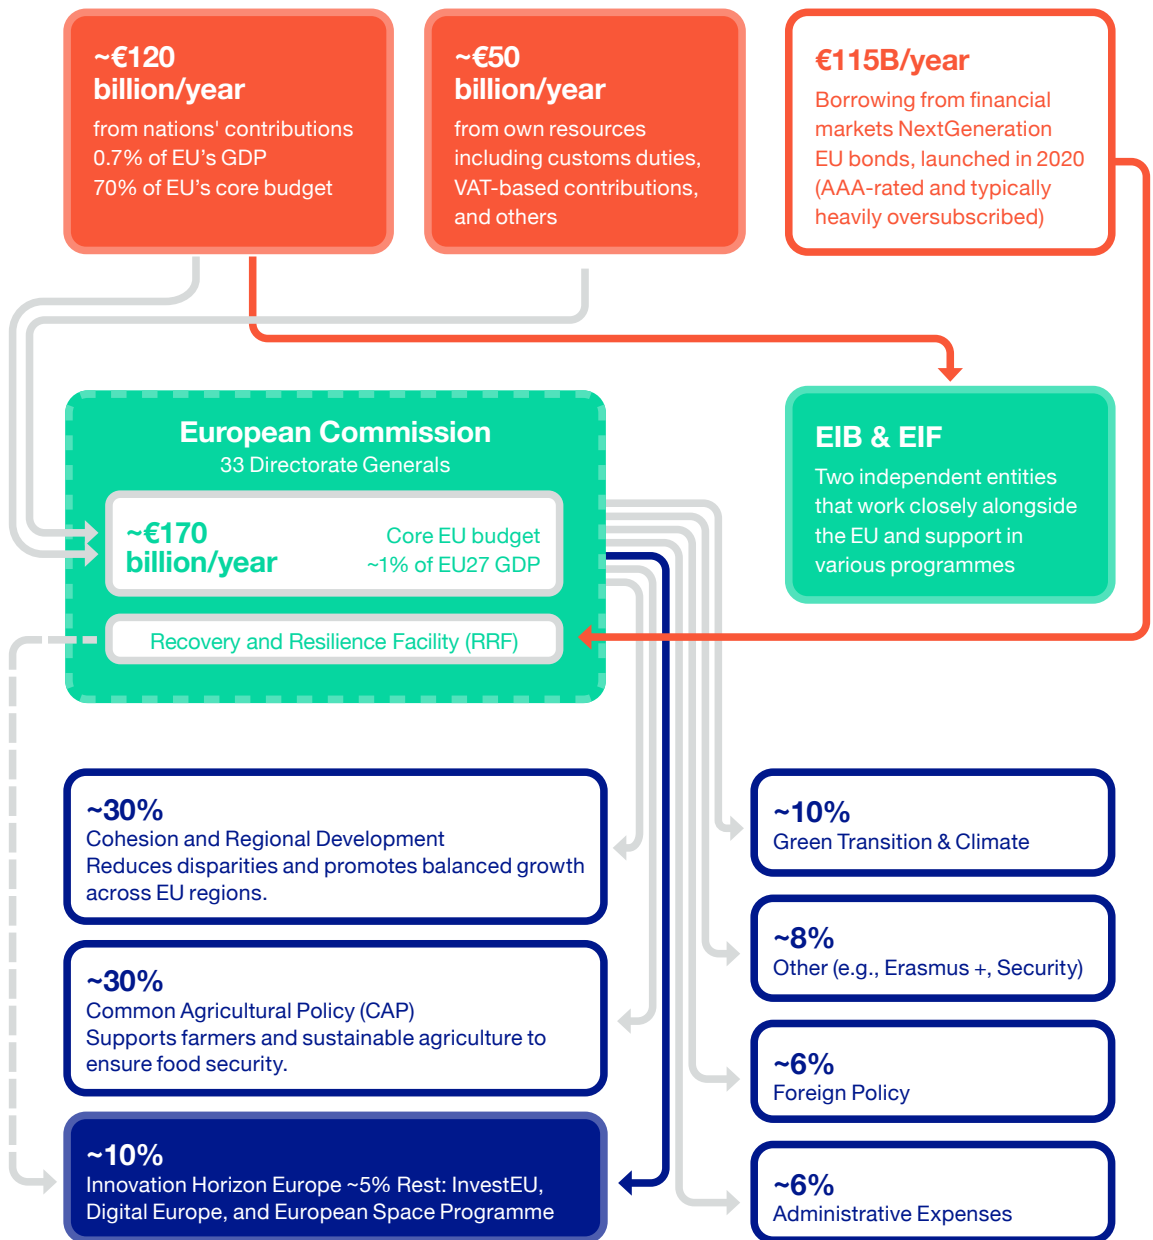 ~€120
billion/year
from nations' contributions
0.7% of EU's GDP
70% of EU's core budget
~€50
billion/year
from own resources
including customs duties,
VAT-based contributions,
and others
€115B/year
Borrowing from financial
markets NextGeneration
EU bonds, launched in 2020
(AAA-rated and typically
heavily oversubscribed)
European Commission
33 Directorate Generals
~€170
billion/year
Core EU budget
~1% of EU27 GDP
Recovery and Resilience Facility (RRF)
EIB & EIF
Two independent entities
that work closely alongside
the EU and support in
various programmes
~30%
Cohesion and Regional Development
Reduces disparities and promotes balanced growth
across EU regions.
~30%
Common Agricultural Policy (CAP)
Supports farmers and sustainable agriculture to
ensure food security.
~10%
Innovation Horizon Europe ~5% Rest: InvestEU,
Digital Europe, and European Space Programme
~10%
Green Transition & Climate
~8%
Other (e.g., Erasmus +, Security)
~6%
Foreign Policy
~6%
Administrative Expenses